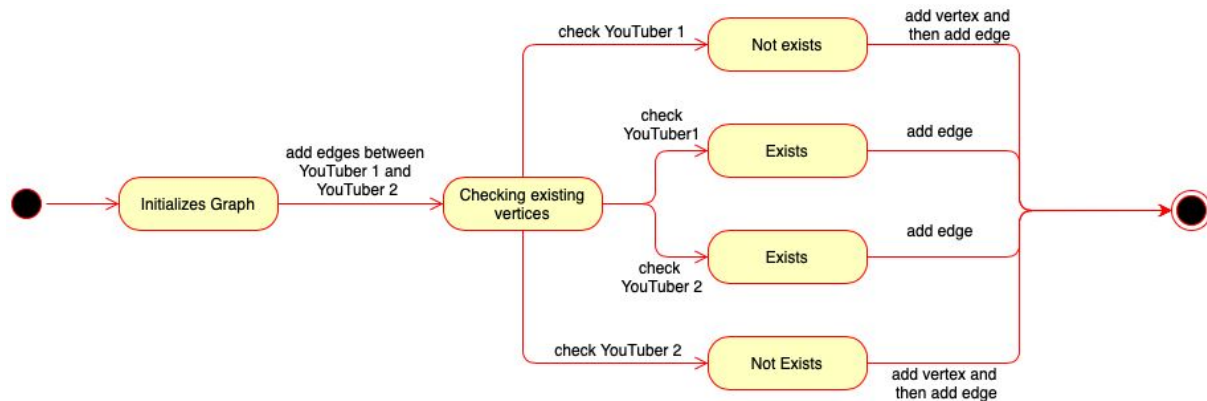 check YouTuber 1
Not exists
add vertex and
then add edge
check
YouTuber1
Exists
add edge
Initializes Graph
add edges between
YouTuber 1 and
YouTuber 2
Checking existing
vertices
check
YouTuber 2
Exists
add edge
check YouTuber 2
Not Exists
add vertex and
then add edge